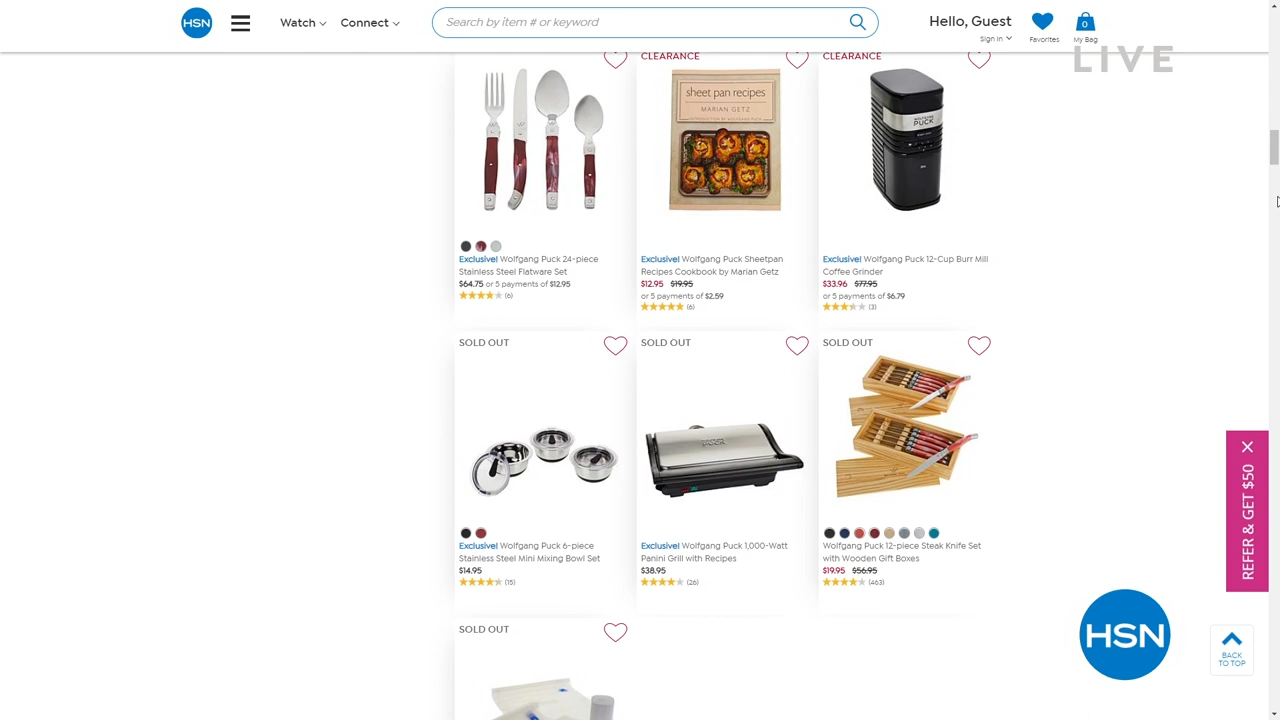 HSN
Watch
Connect
Search by item # or keyword
Hello, Guest
Sign In
Favorites
0
My Bag
LIVE
CLEARANCE
CLEARANCE
sheet pan recipes
MARIAN GETZ
INTRODUCTION BY WOLFGANG PUCK
WOLFGANG
PUCK
Exclusive! Wolfgang Puck 24-piece
Stainless Steel Flatware Set
$64.75 or 5 payments of $12.95
(6)
Exclusive! Wolfgang Puck Sheetpan
Recipes Cookbook by Marian Getz
$12.95 $19.95
or 5 payments of $2.59
(6)
Exclusive! Wolfgang Puck 12-Cup Burr Mill
Coffee Grinder
$33.96 $77.95
or 5 payments of $6.79
(3)
SOLD OUT
SOLD OUT
SOLD OUT
Exclusive! Wolfgang Puck 6-piece
Stainless Steel Mini Mixing Bowl Set
$14.95
(15)
Exclusive! Wolfgang Puck 1,000-Watt
Panini Grill with Recipes
$38.95
(26)
Wolfgang Puck 12-piece Steak Knife Set
with Wooden Gift Boxes
$19.95 $56.95
(463)
REFER & GET $50
HSN
BACK
TO TOP
SOLD OUT